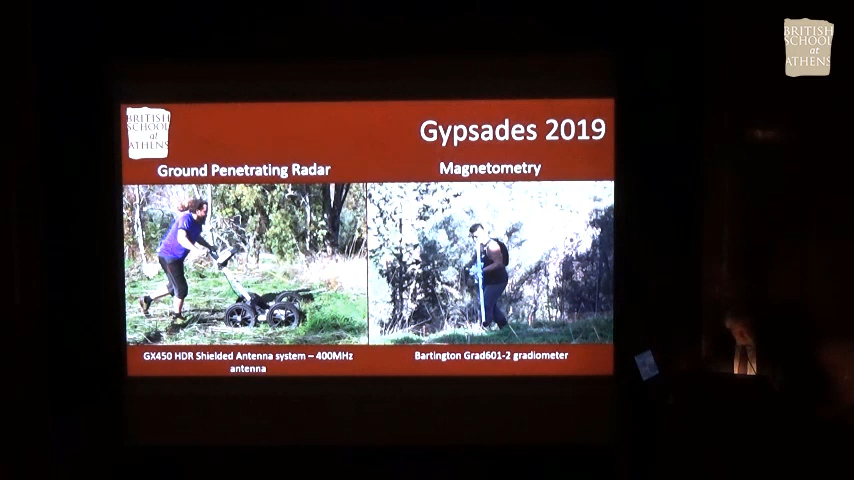 BRITISH
SCHOOL
at
ATHENS
BRITISH
SCHOOL
at
ATHENS
Gypsades 2019
Ground Penetrating Radar
Magnetometry
GX450 HDR Shielded Antenna system – 400MHz
antenna
Bartington Grad601-2 gradiometer